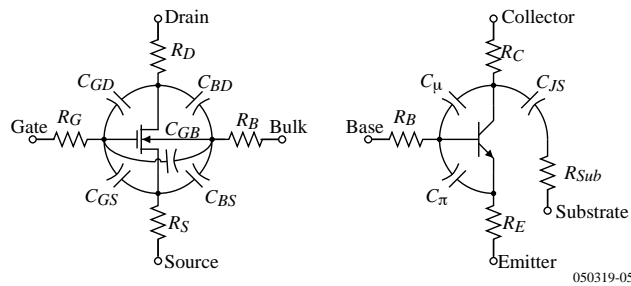 Drain
R_D
C_GD
C_BD
R_G
Gate
C_GB
R_B
Bulk
C_GS
C_BS
R_S
Source
Collector
R_C
C_μ
C_JS
Base
R_B
C_π
R_Sub
R_E
Substrate
Emitter
050319-05